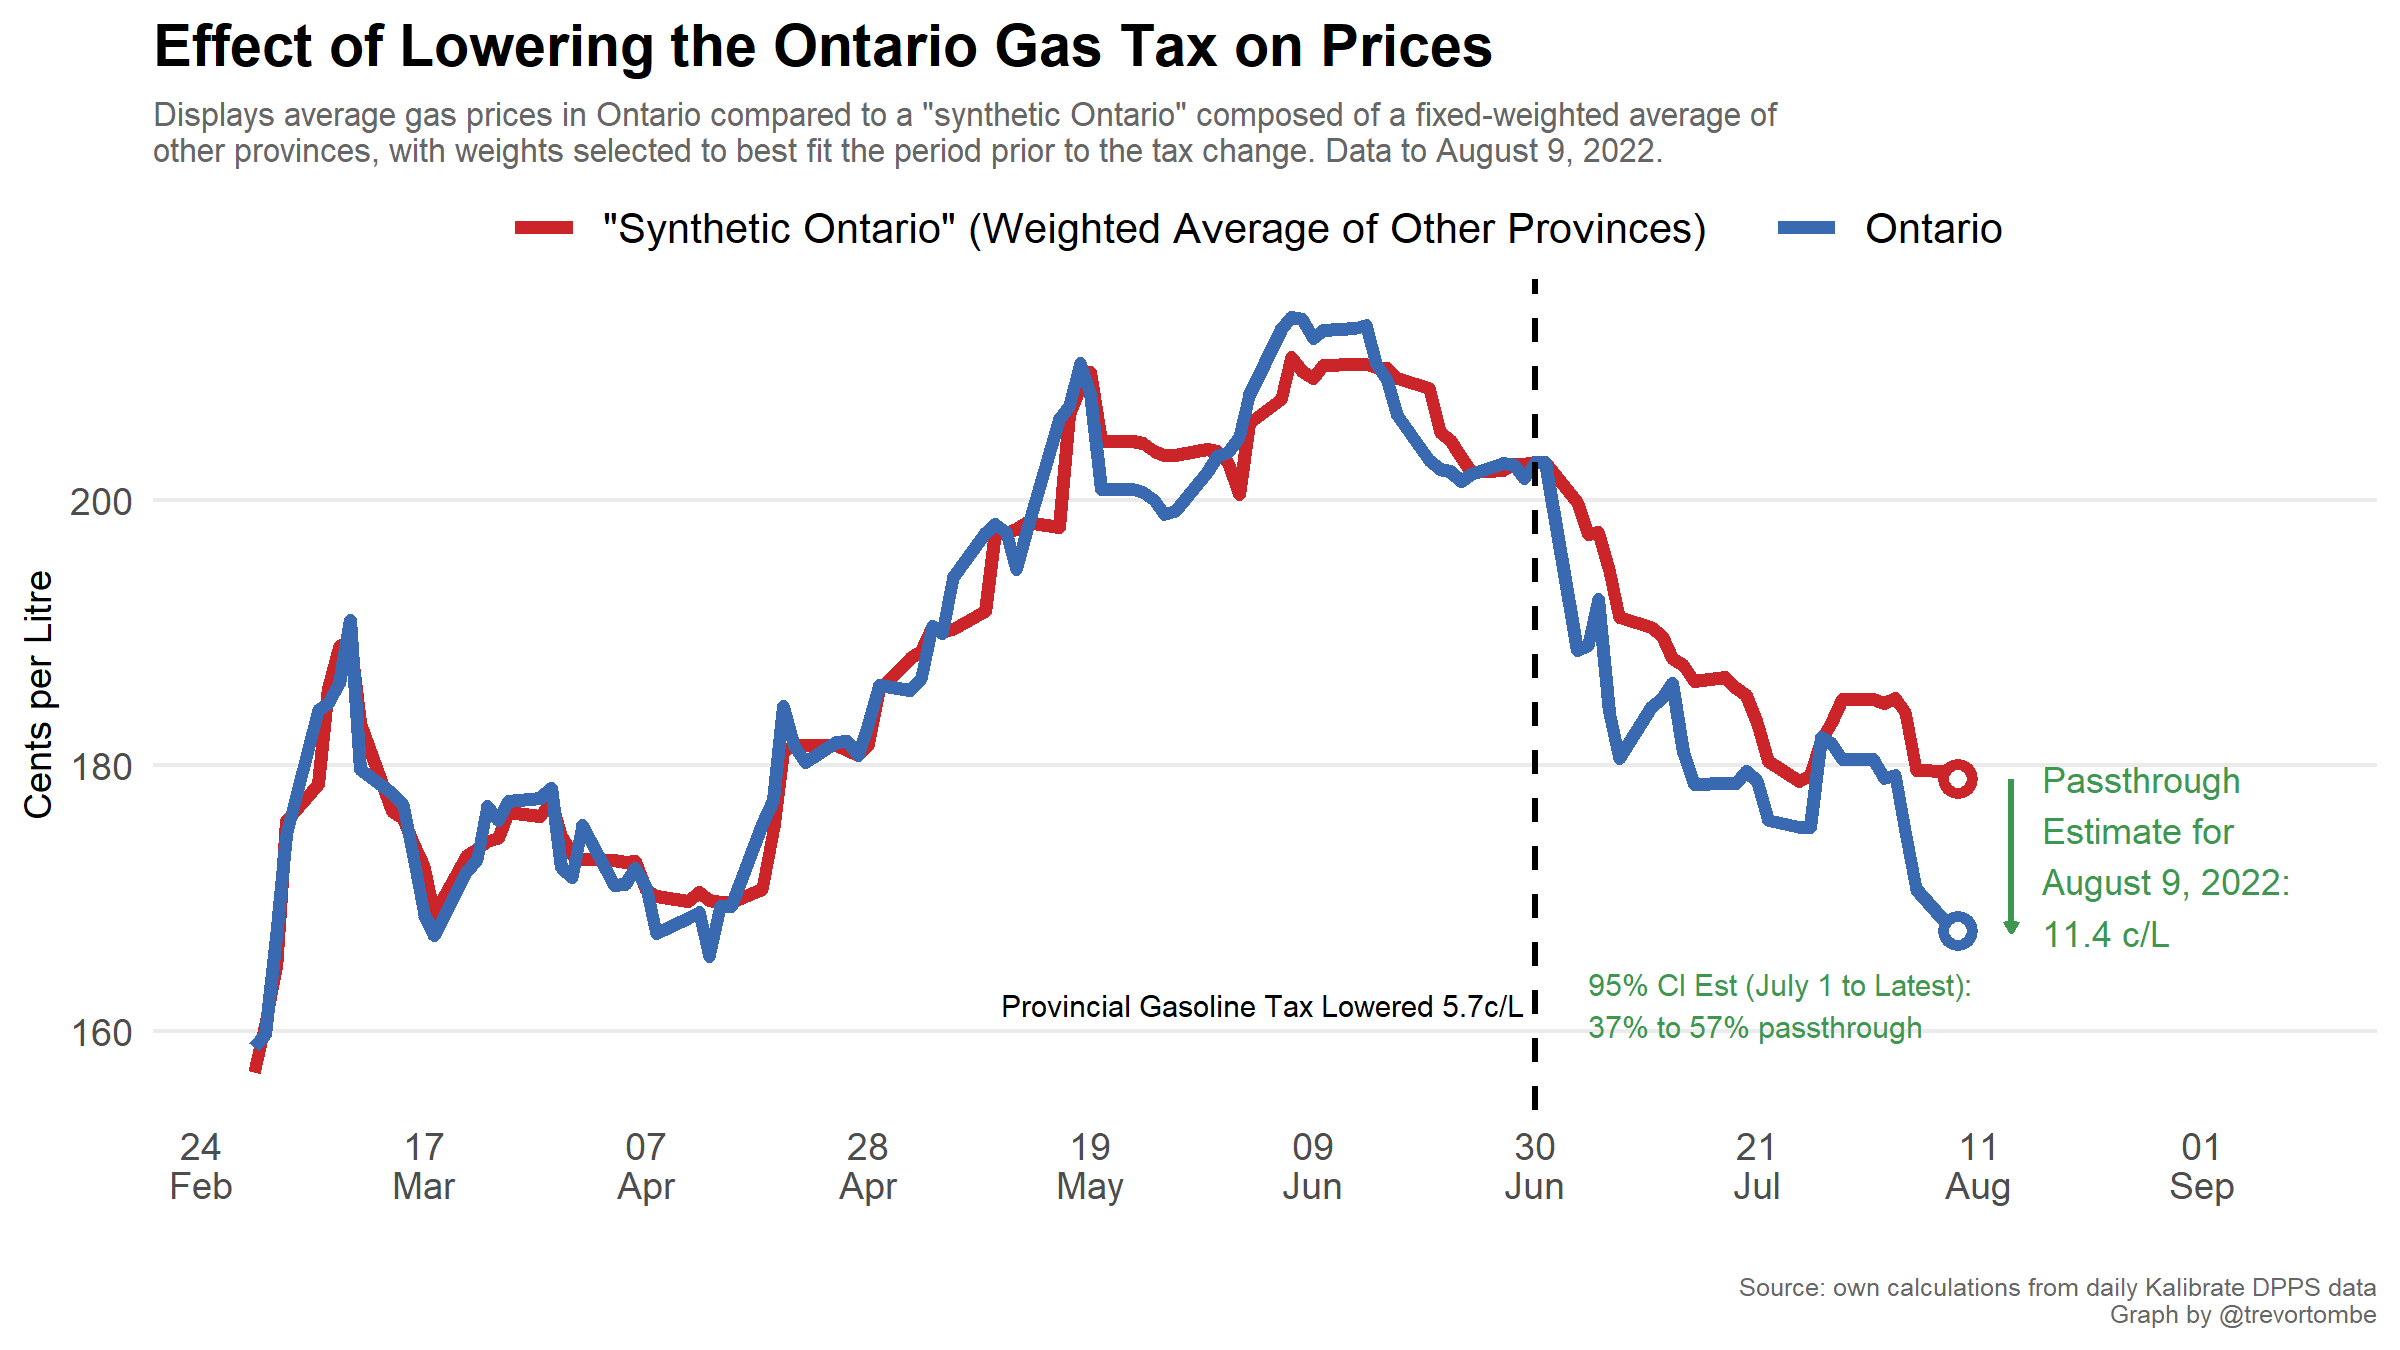 Effect of Lowering the Ontario Gas Tax on Prices
Displays average gas prices in Ontario compared to a "synthetic Ontario" composed of a fixed-weighted average of
other provinces, with weights selected to best fit the period prior to the tax change. Data to August 9, 2022.
"Synthetic Ontario" (Weighted Average of Other Provinces)
Ontario
Cents per Litre
200
180
160
Passthrough
Estimate for
August 9, 2022:
11.4 c/L
95% CI Est (July 1 to Latest):
37% to 57% passthrough
Provincial Gasoline Tax Lowered 5.7c/L
24
Feb
17
Mar
07
Apr
28
Apr
19
May
09
Jun
30
Jun
21
Jul
11
Aug
01
Sep
Source: own calculations from daily Kalibrate DPPS data
Graph by @trevortombe